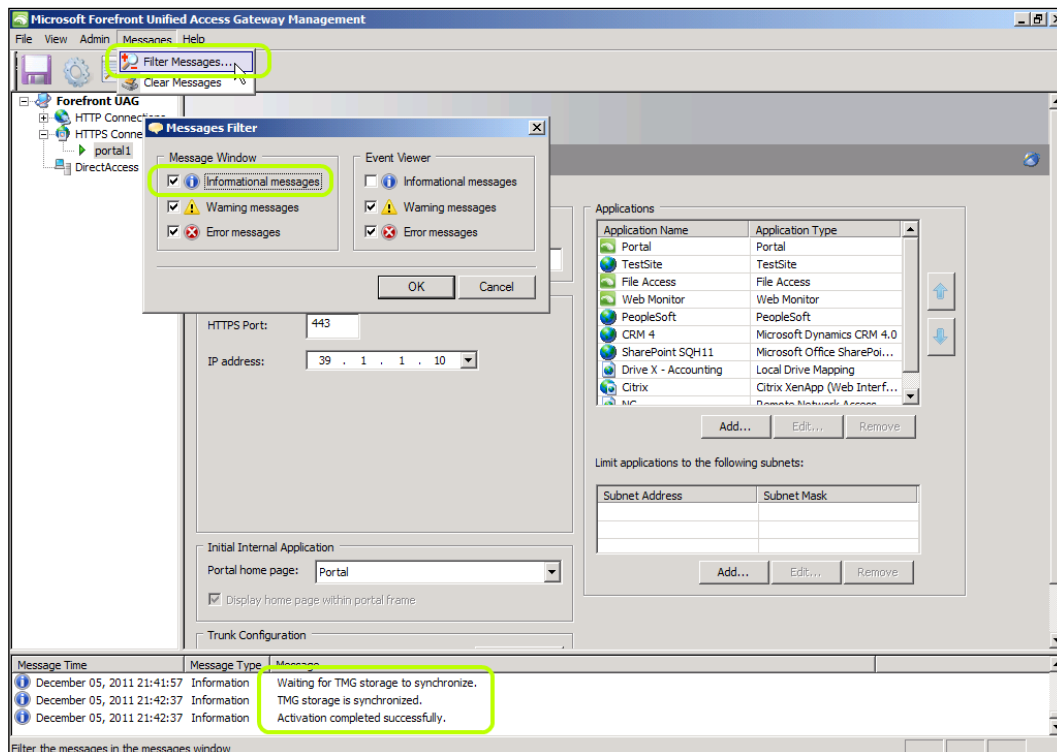 Microsoft Forefront Unified Access Gateway Management
File View Admin Messages Help
Filter Messages...
Clear Messages
Forefront UAG
HTTP Connections
HTTPS Conne
portal1
DirectAccess
Messages Filter
Message Window
Informational messages
Warning messages
Error messages
Event Viewer
Informational messages
Warning messages
Error messages
OK Cancel
HTTPS Port: 443
IP address: 39 . 1 . 1 . 10
Initial Internal Application
Portal home page: Portal
Display home page within portal frame
Trunk Configuration
Applications
Application Name Application Type
Portal Portal
TestSite TestSite
File Access File Access
Web Monitor Web Monitor
PeopleSoft PeopleSoft
CRM 4 Microsoft Dynamics CRM 4.0
SharePoint SQH11 Microsoft Office SharePoi...
Drive X - Accounting Local Drive Mapping
Citrix Citrix XenApp (Web Interf...
NC Remote Network Access
Add... Edit... Remove
Limit applications to the following subnets:
Subnet Address Subnet Mask
Add... Edit... Remove
Message Time Message Type Message
December 05, 2011 21:41:57 Information Waiting for TMG storage to synchronize.
December 05, 2011 21:42:37 Information TMG storage is synchronized.
December 05, 2011 21:42:37 Information Activation completed successfully.
Filter the messages in the messages window